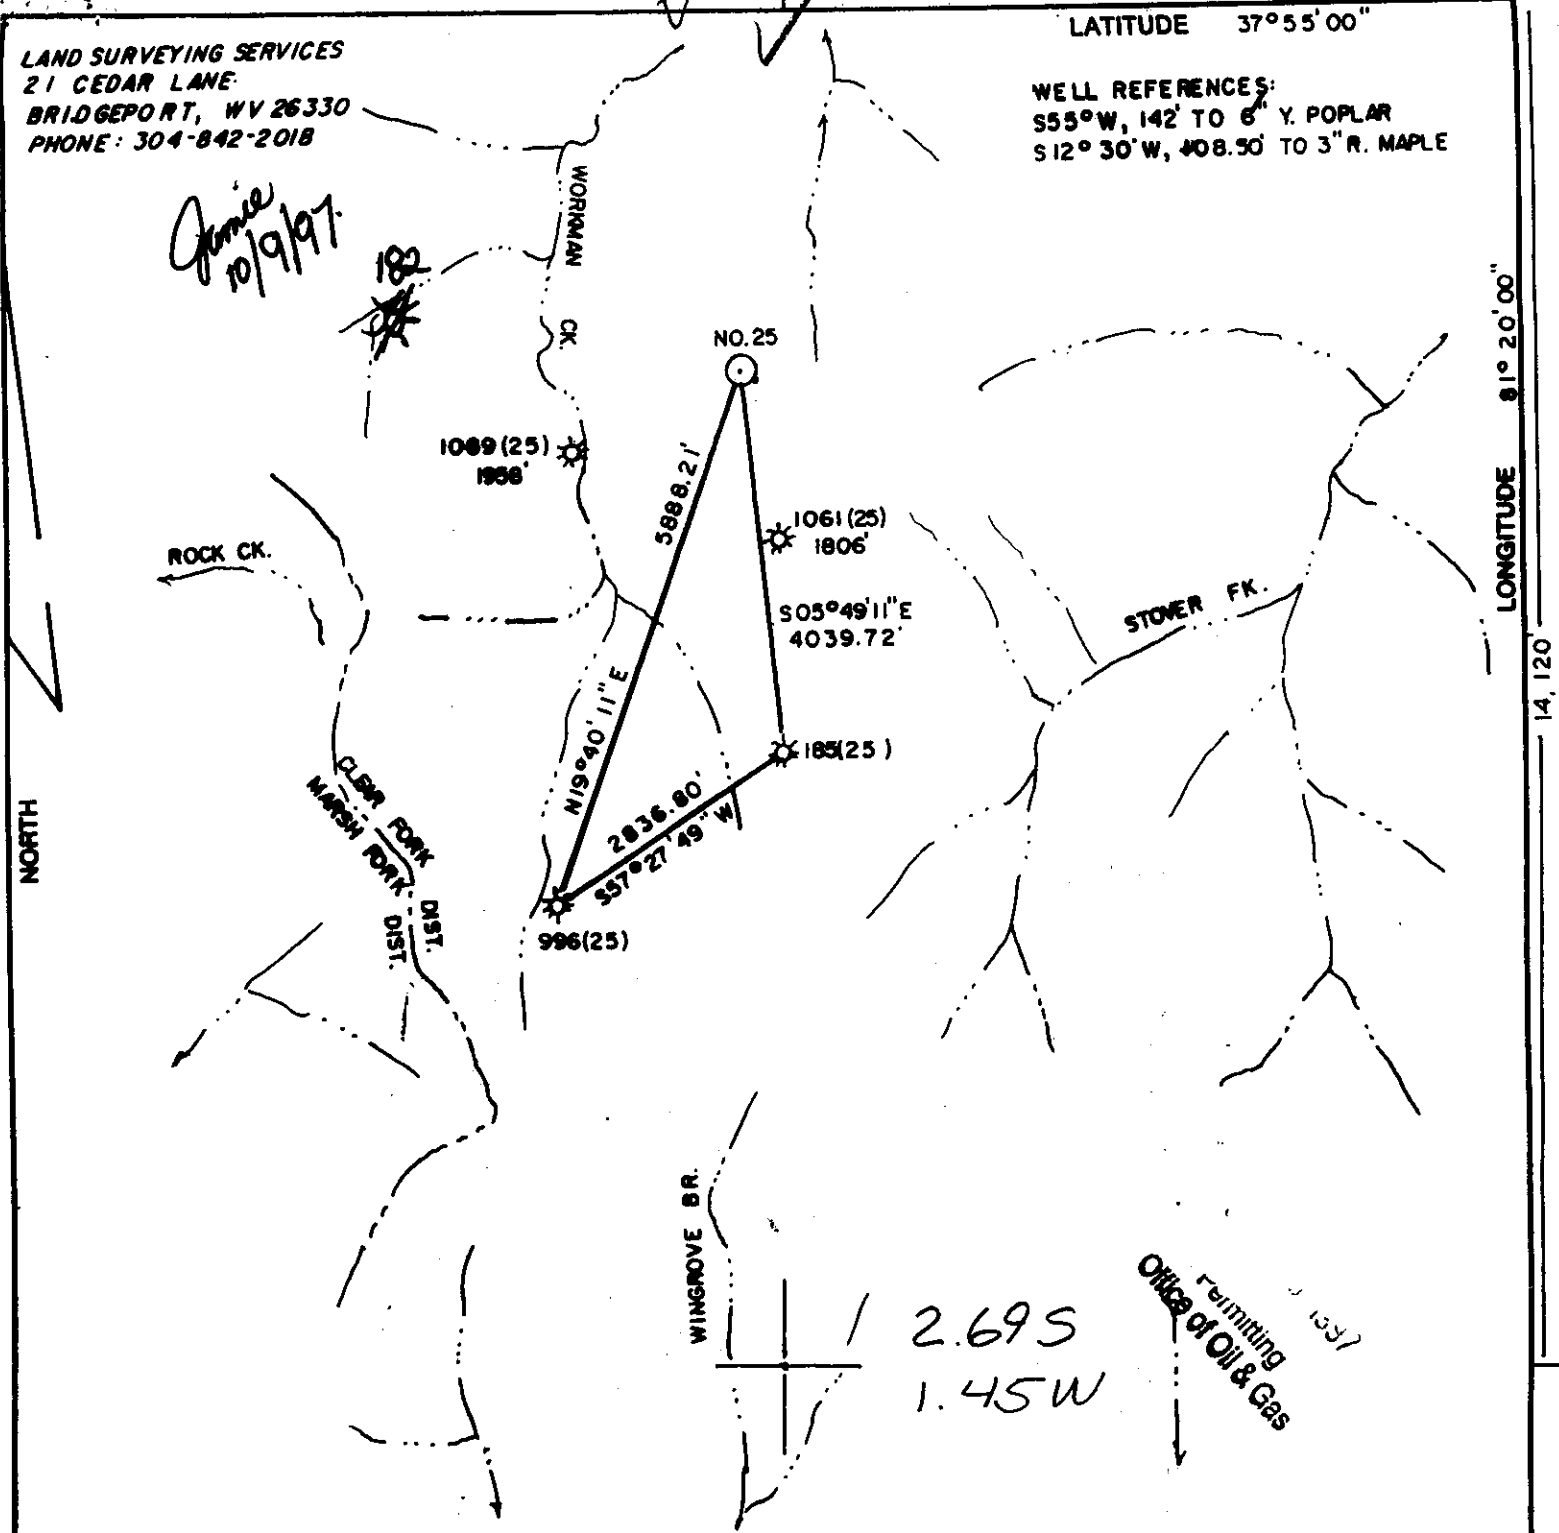 LATITUDE 37°55'00"
LAND SURVEYING SERVICES
21 CEDAR LANE
BRIDGEPORT, WV 26330
PHONE: 304-842-2018
WELL REFERENCES:
S55°W, 142' TO 6" Y. POPLAR
S12°30'W, 108.50' TO 3" R. MAPLE
Jamie
10/9/97
182
WORKMAN
CK.
NO. 25
LONGITUDE 81°20'00"
1089(25)
1958'
5888.21'
1061(25)
1806'
ROCK CK.
S05°49'11"E
4039.72'
STOVER FK.
14,120'
N19°40'11"E
185(25)
CLEAR FORK DIST.
MARSH FORK DIST.
2836.80'
S57°27'49"W
NORTH
996(25)
WINGROVE BR.
2.69S
1.45W
Permitting
Office of Oil & Gas